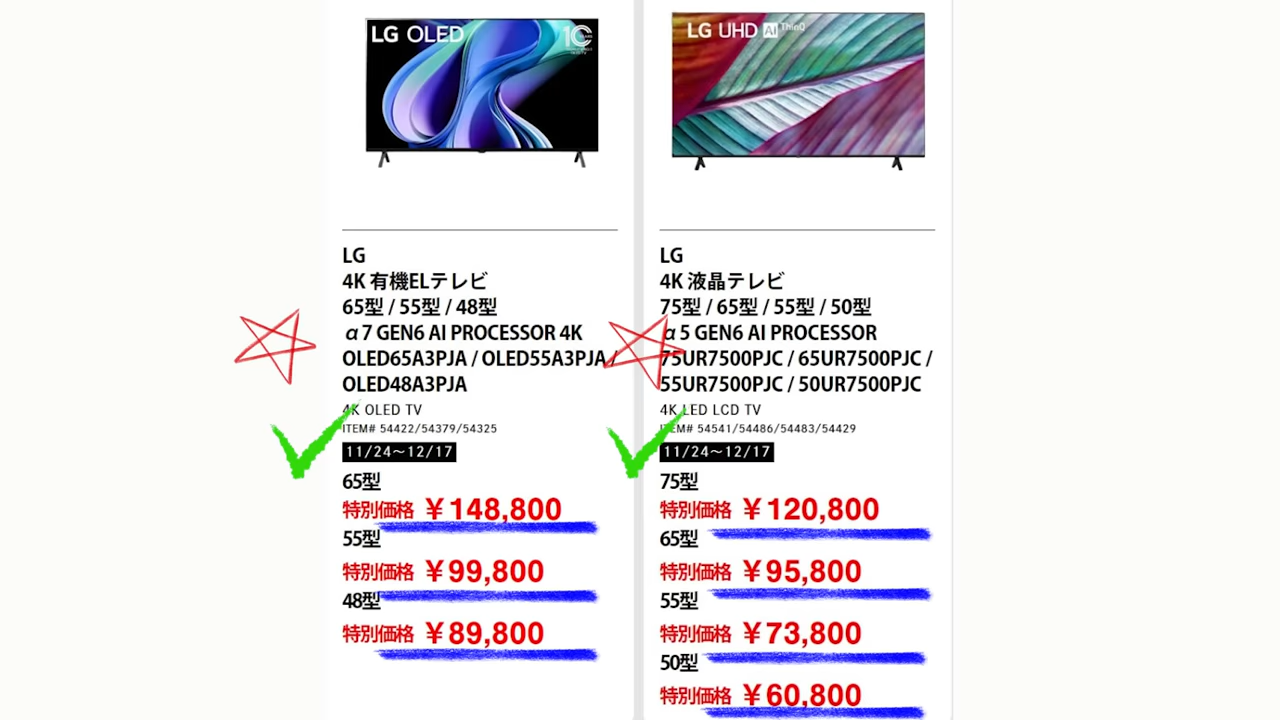 LG OLED
10
LG
4K 有機ELテレビ
65型 / 55型 / 48型
α7 GEN6 AI PROCESSOR 4K
OLED65A3PJA / OLED55A3PJA /
OLED48A3PJA
4K OLED TV
ITEM# 54422/54379/54325
11/24～12/17
65型
特別価格 ￥148,800
55型
特別価格 ￥99,800
48型
特別価格 ￥89,800
LG UHD AI ThinQ
LG
4K 液晶テレビ
75型 / 65型 / 55型 / 50型
α5 GEN6 AI PROCESSOR
75UR7500PJC / 65UR7500PJC /
55UR7500PJC / 50UR7500PJC
4K LED LCD TV
ITEM# 54541/54486/54483/54429
11/24～12/17
75型
特別価格 ￥120,800
65型
特別価格 ￥95,800
55型
特別価格 ￥73,800
50型
特別価格 ￥60,800